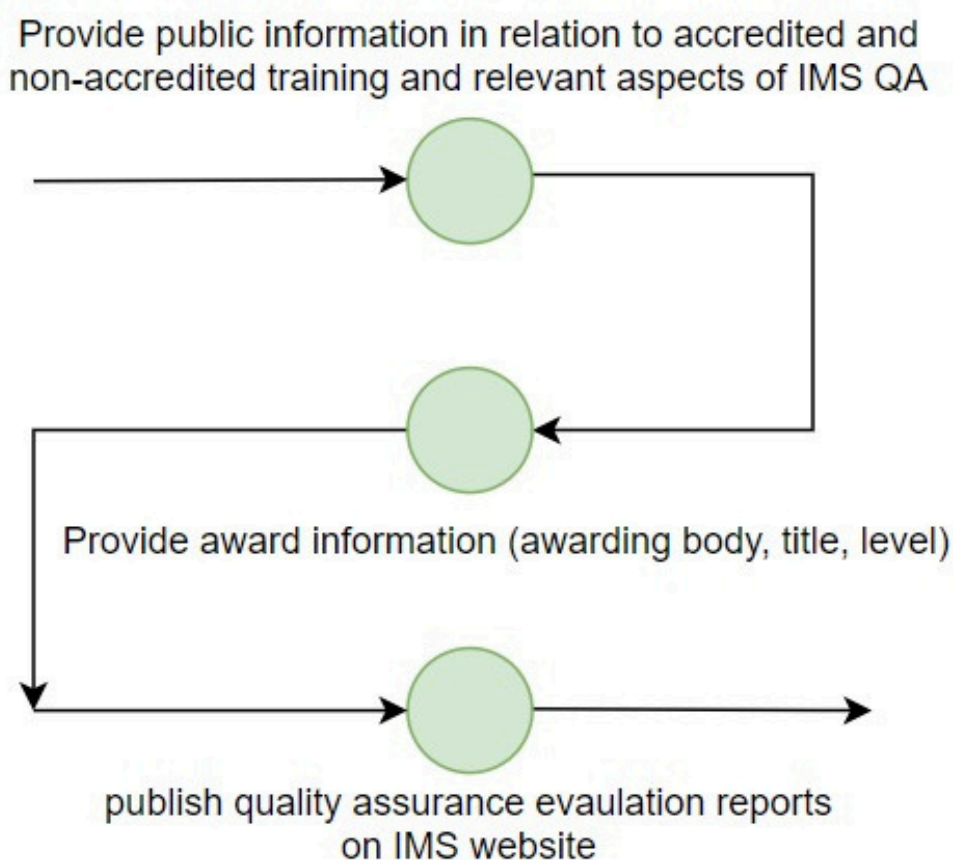 Provide public information in relation to accredited and
non-accredited training and relevant aspects of IMS QA
Provide award information (awarding body, title, level)
publish quality assurance evaulation reports
on IMS website